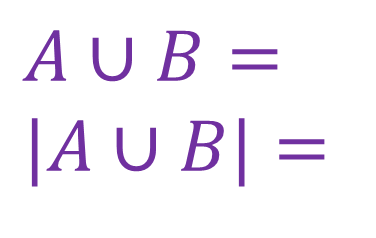 A ∪ B =
|A ∪ B| =